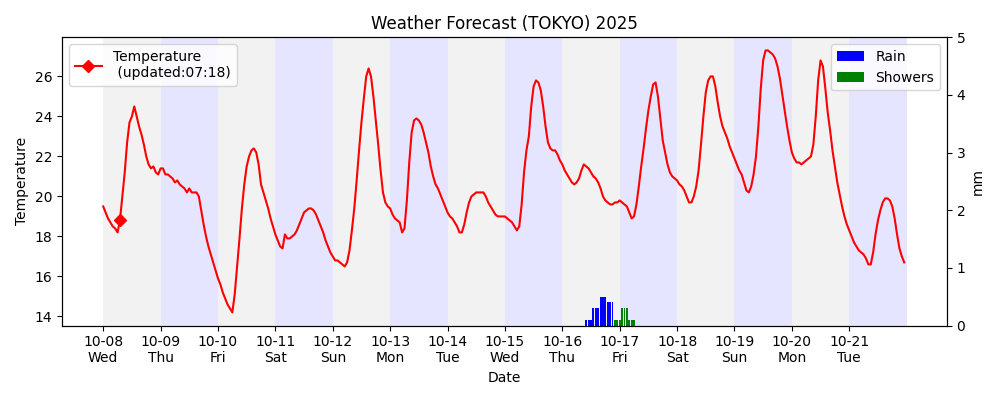 Weather Forecast (TOKYO) 2025
Temperature
(updated:07:18)
Rain
Showers
Temperature
26
24
22
20
18
16
14
5
4
3
2
1
0
mm
10-08 10-09 10-10 10-11 10-12 10-13 10-14 10-15 10-16 10-17 10-18 10-19 10-20 10-21
Wed Thu Fri Sat Sun Mon Tue Wed Thu Fri Sat Sun Mon Tue
Date